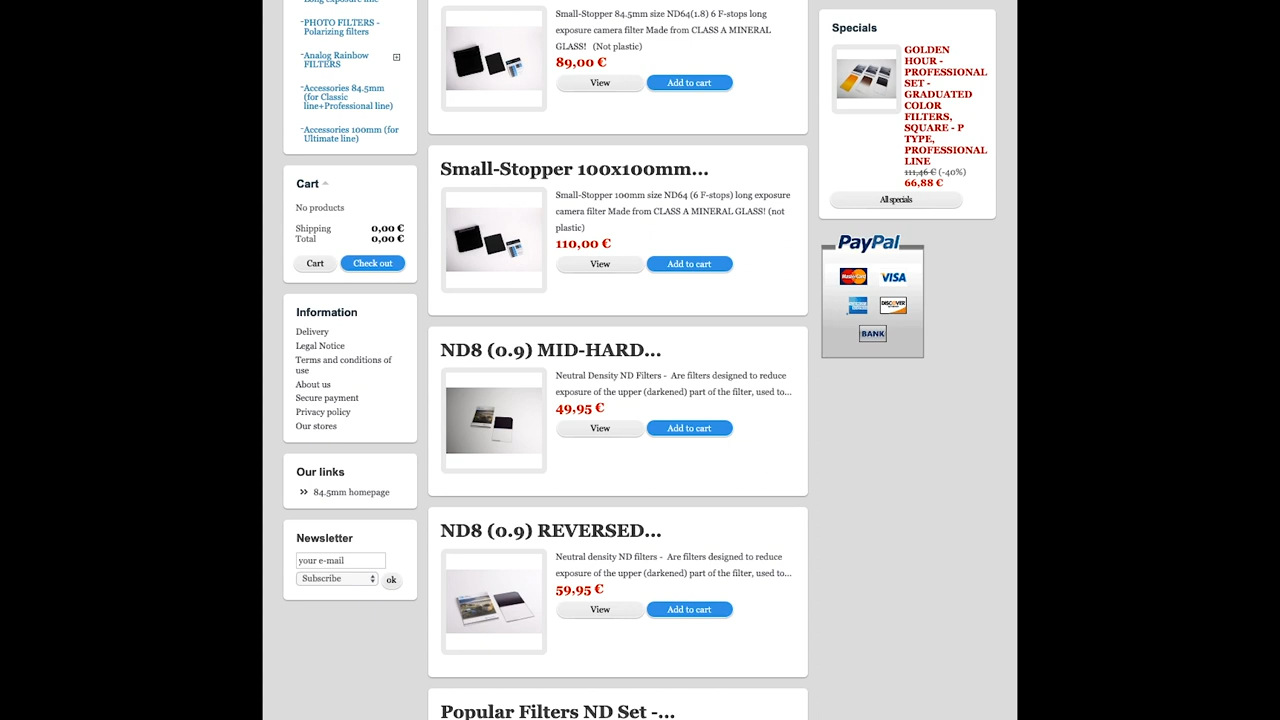 Long exposure line
PHOTO FILTERS -
Polarizing filters
Analog Rainbow
FILTERS
Accessories 84.5mm
(for Classic
line+Professional line)
Accessories 100mm (for
Ultimate line)
Cart
No products
Shipping 0,00 €
Total 0,00 €
Cart Check out
Information
Delivery
Legal Notice
Terms and conditions of
use
About us
Secure payment
Privacy policy
Our stores
Our links
84.5mm homepage
Newsletter
your e-mail
Subscribe ok
Small-Stopper 84.5mm size ND64(1.8) 6 F-stops long
exposure camera filter Made from CLASS A MINERAL
GLASS! (Not plastic)
89,00 €
View Add to cart
Small-Stopper 100x100mm...
Small-Stopper 100mm size ND64 (6 F-stops) long exposure
camera filter Made from CLASS A MINERAL GLASS! (not
plastic)
110,00 €
View Add to cart
ND8 (0.9) MID-HARD...
Neutral Density ND Filters - Are filters designed to reduce
exposure of the upper (darkened) part of the filter, used to...
49,95 €
View Add to cart
ND8 (0.9) REVERSED...
Neutral density ND filters - Are filters designed to reduce
exposure of the upper (darkened) part of the filter, used to...
59,95 €
View Add to cart
Popular Filters ND Set -...
Specials
GOLDEN
HOUR -
PROFESSIONAL
SET -
GRADUATED
COLOR
FILTERS,
SQUARE - P
TYPE,
PROFESSIONAL
LINE
111,46 € (-40%)
66,88 €
All specials
PayPal
MasterCard VISA
AMERICAN EXPRESS DISCOVER
BANK